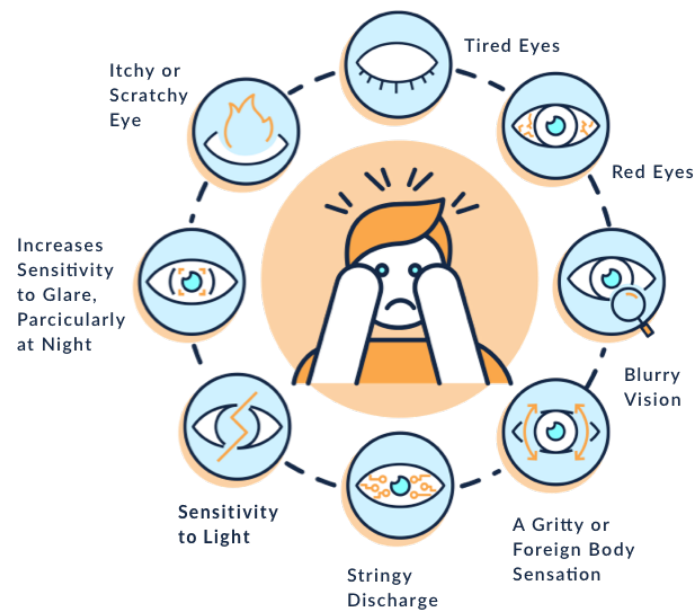 Tired Eyes
Red Eyes
Blurry
Vision
A Gritty or
Foreign Body
Sensation
Stringy
Discharge
Sensitivity
to Light
Increases
Sensitivity
to Glare,
Parcicularly
at Night
Itchy or
Scratchy
Eye